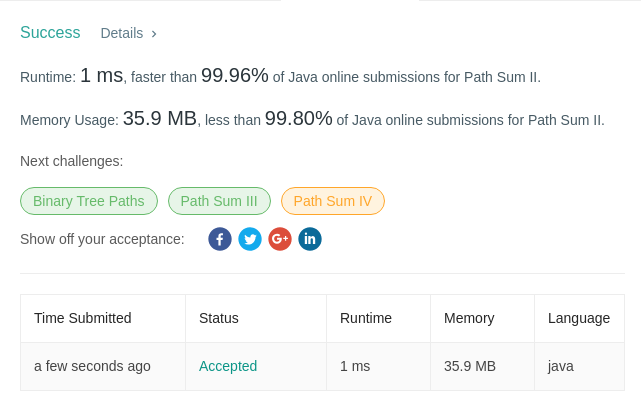 Success Details >
Runtime: 1 ms, faster than 99.96% of Java online submissions for Path Sum II.
Memory Usage: 35.9 MB, less than 99.80% of Java online submissions for Path Sum II.
Next challenges:
Binary Tree Paths Path Sum III Path Sum IV
Show off your acceptance: f G+ in
Time Submitted Status Runtime Memory Language
a few seconds ago Accepted 1 ms 35.9 MB java